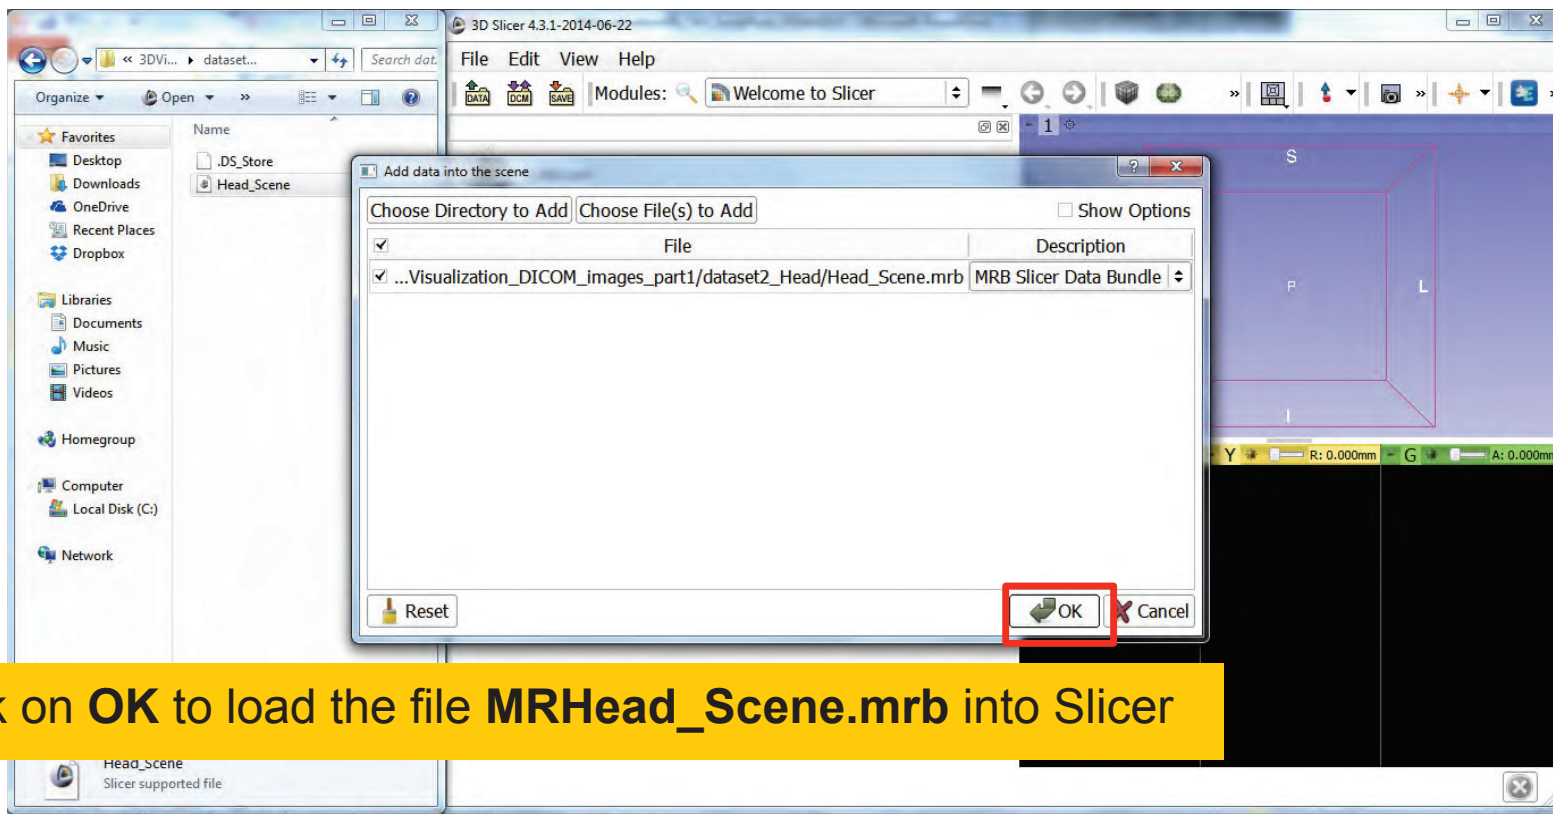 3D Slicer 4.3.1-2014-06-22
« 3DVi... ▸ dataset...
Search dat.
File Edit View Help
Organize ▾ Open ▾ »
DATA DCM SAVE Modules: Welcome to Slicer
» »
Favorites
Desktop
Downloads
OneDrive
Recent Places
Dropbox
Libraries
Documents
Music
Pictures
Videos
Homegroup
Computer
Local Disk (C:)
Network
Name
.DS_Store
Head_Scene
1
Add data into the scene
Choose Directory to Add Choose File(s) to Add Show Options
File Description
...Visualization_DICOM_images_part1/dataset2_Head/Head_Scene.mrb MRB Slicer Data Bundle
Reset OK Cancel
S
P L
I
Y R: 0.000mm G A: 0.000mm
k on OK to load the file MRHead_Scene.mrb into Slicer
Head_Scene
Slicer supported file